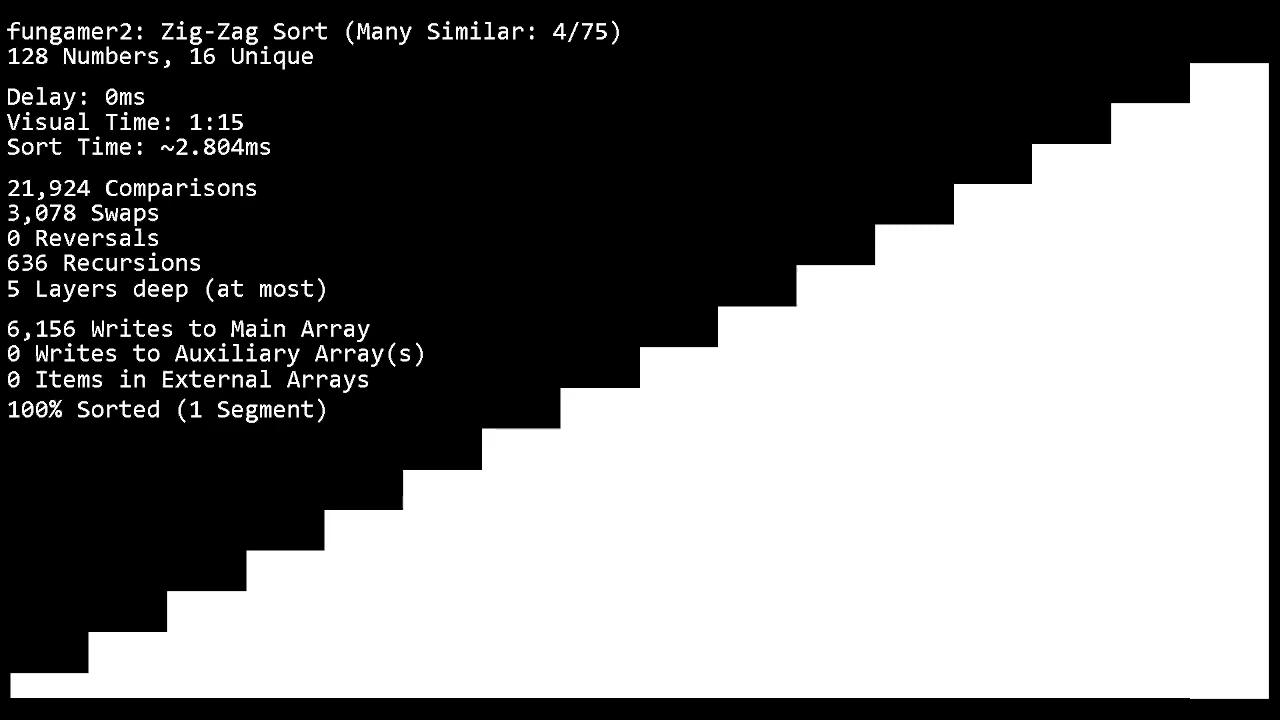 fungamer2: Zig-Zag Sort (Many Similar: 4/75)
128 Numbers, 16 Unique
Delay: 0ms
Visual Time: 1:15
Sort Time: ~2.804ms
21,924 Comparisons
3,078 Swaps
0 Reversals
636 Recursions
5 Layers deep (at most)
6,156 Writes to Main Array
0 Writes to Auxiliary Array(s)
0 Items in External Arrays
100% Sorted (1 Segment)